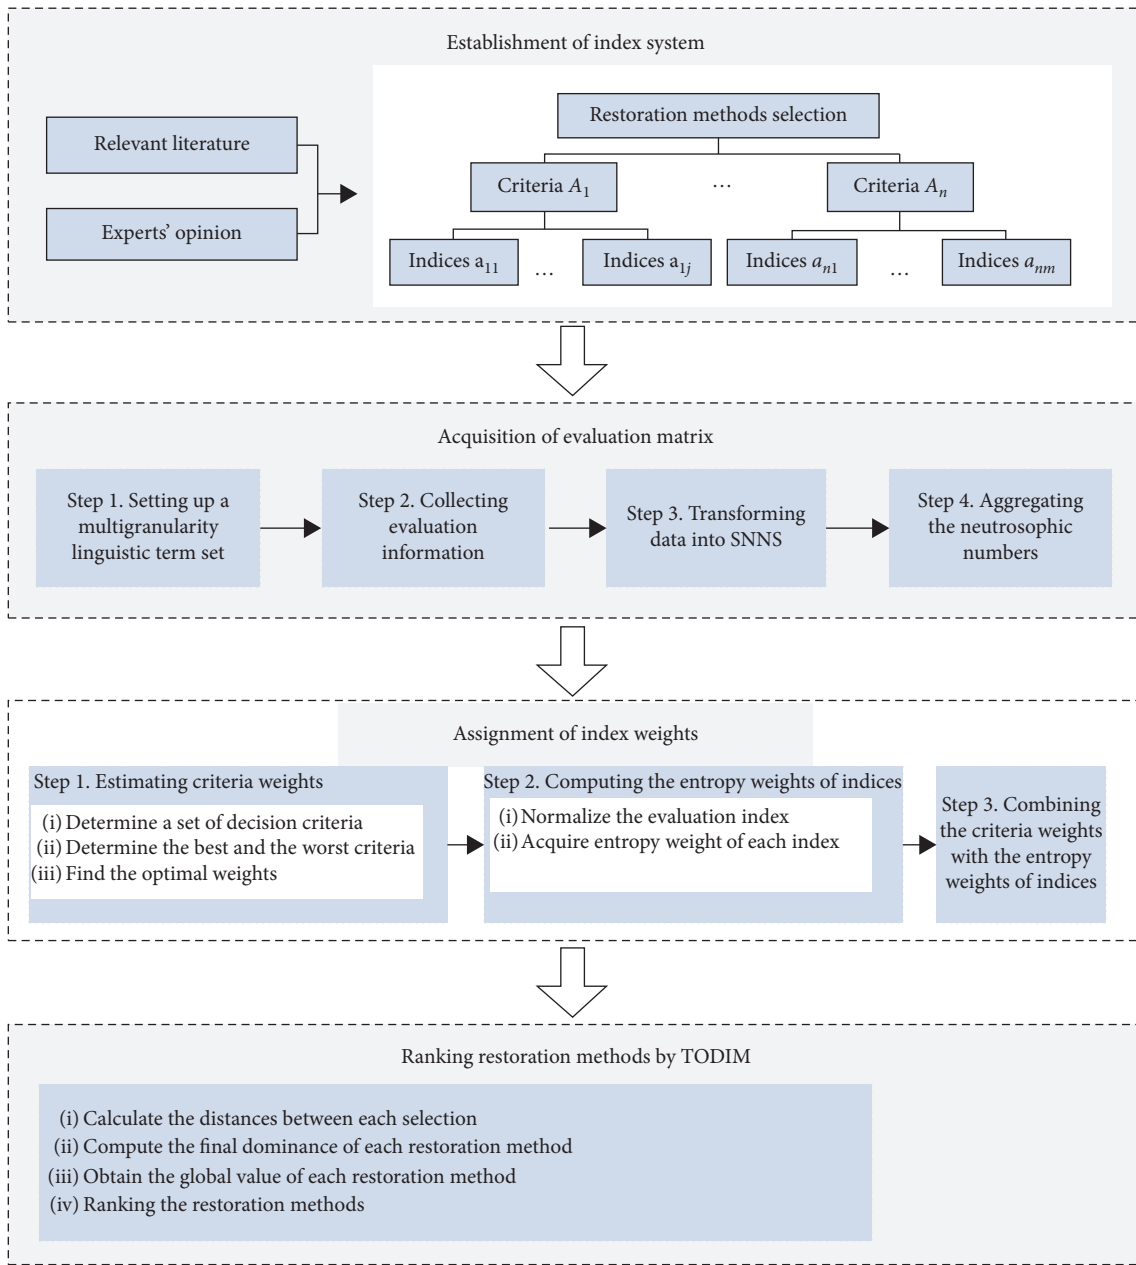 Establishment of index system
Relevant literature
Experts' opinion
Restoration methods selection
Criteria A1
...
Criteria An
Indices a11
...
Indices a1j
Indices an1
...
Indices anm
Acquisition of evaluation matrix
Step 1. Setting up a
multigranularity
linguistic term set
Step 2. Collecting
evaluation
information
Step 3. Transforming
data into SNNS
Step 4. Aggregating
the neutrosophic
numbers
Assignment of index weights
Step 1. Estimating criteria weights
(i) Determine a set of decision criteria
(ii) Determine the best and the worst criteria
(iii) Find the optimal weights
Step 2. Computing the entropy weights of indices
(i) Normalize the evaluation index
(ii) Acquire entropy weight of each index
Step 3. Combining
the criteria weights
with the entropy
weights of indices
Ranking restoration methods by TODIM
(i) Calculate the distances between each selection
(ii) Compute the final dominance of each restoration method
(iii) Obtain the global value of each restoration method
(iv) Ranking the restoration methods